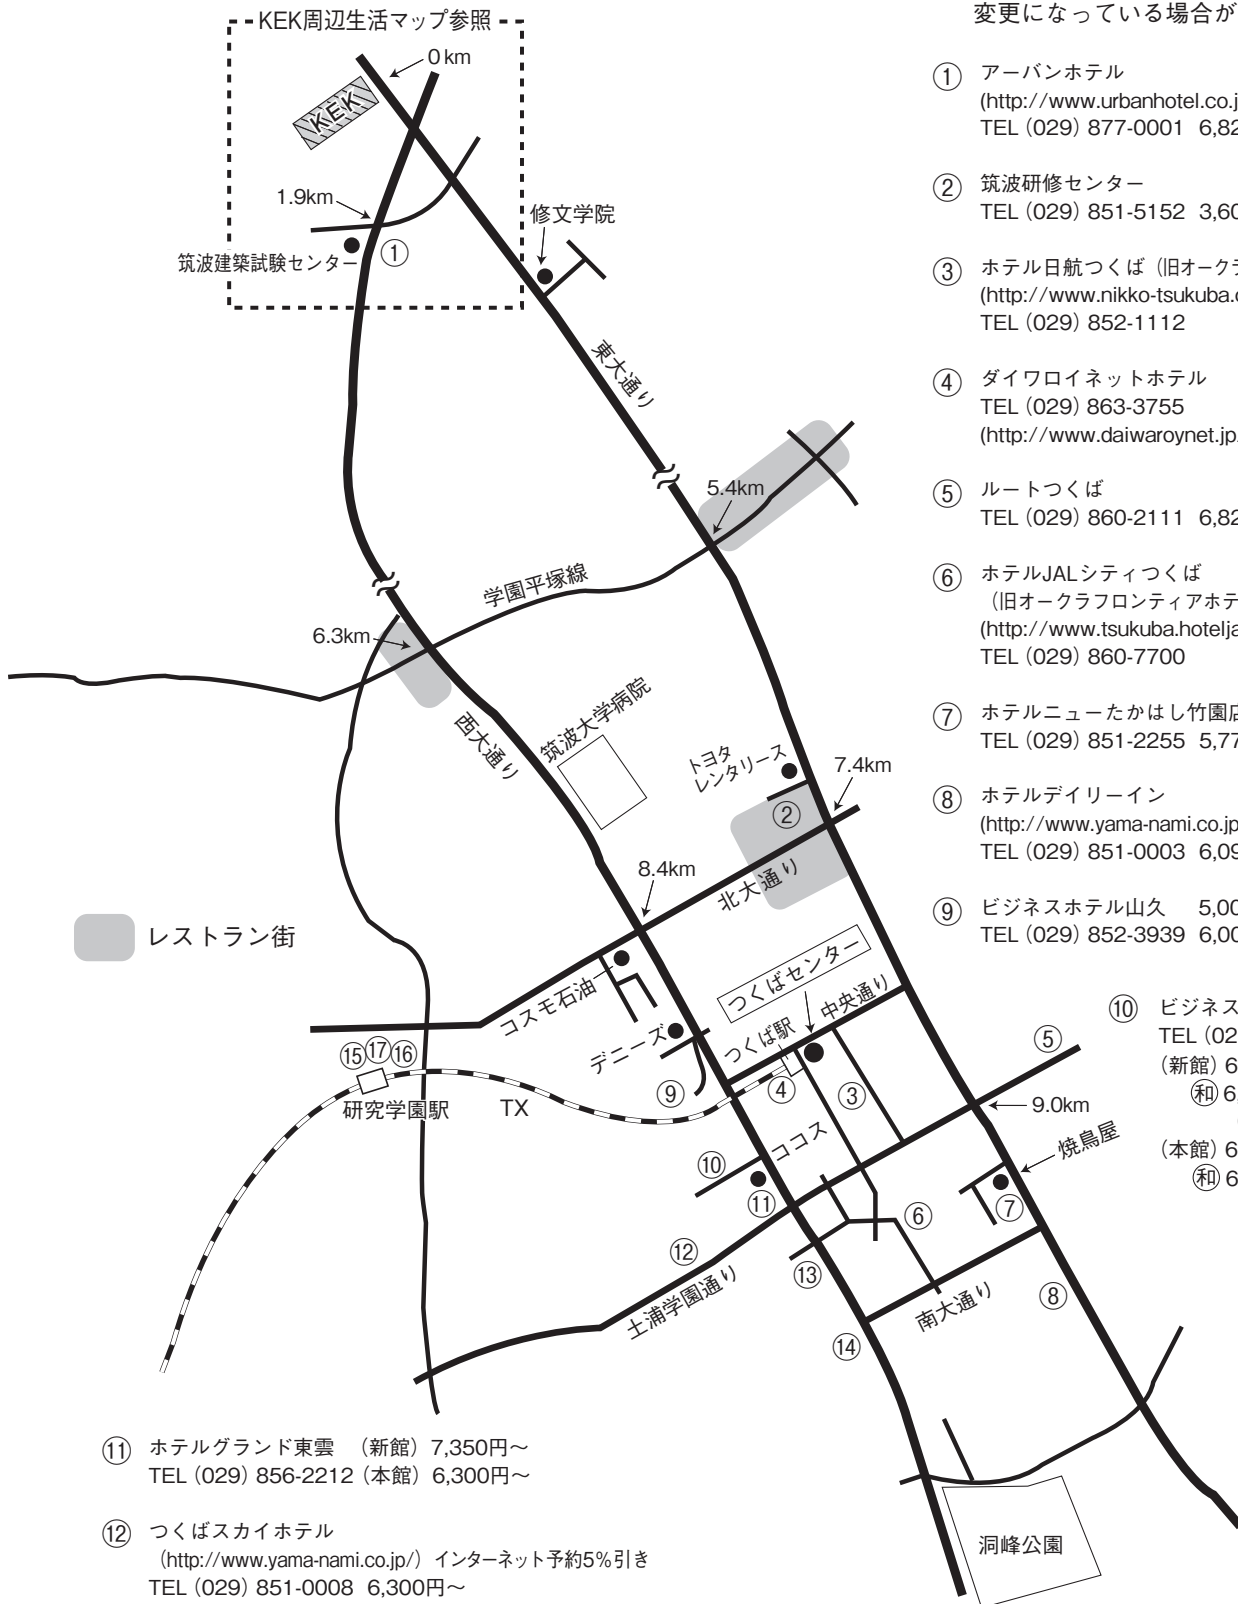 変更になっている場合が
KEK周辺生活マップ参照
0km
KEK
1.9km
筑波建築試験センター
①
修文学院
東大通り
5.4km
学園平塚線
6.3km
西大通り
筑波大学病院
トヨタ
レンタリース
7.4km
②
8.4km
北大通り
レストラン街
コスモ石油
つくばセンター
中央通り
つくば駅
デニーズ
⑤
⑮⑰⑯
研究学園駅
TX
⑨
④
③
9.0km
ココス
焼鳥屋
⑩
⑪
⑦
⑥
⑫
⑬
土浦学園通り
⑧
南大通り
⑭
洞峰公園
① アーバンホテル
(http://www.urbanhotel.co.j
TEL (029) 877-0001 6,82
② 筑波研修センター
TEL (029) 851-5152 3,60
③ ホテル日航つくば（旧オークラ
(http://www.nikko-tsukuba.c
TEL (029) 852-1112
④ ダイワロイネットホテル
TEL (029) 863-3755
(http://www.daiwaroynet.jp
⑤ ルートつくば
TEL (029) 860-2111 6,82
⑥ ホテルJALシティつくば
（旧オークラフロンティアホテ
(http://www.tsukuba.hotelja
TEL (029) 860-7700
⑦ ホテルニューたかはし竹園店
TEL (029) 851-2255 5,77
⑧ ホテルデイリーイン
(http://www.yama-nami.co.jp
TEL (029) 851-0003 6,09
⑨ ビジネスホテル山久 5,00
TEL (029) 852-3939 6,00
⑩ ビジネス
TEL (02
（新館）6
㊓ 6,
（本館）6
㊓ 6
⑪ ホテルグランド東雲 （新館）7,350円～
TEL (029) 856-2212（本館）6,300円～
⑫ つくばスカイホテル
（http://www.yama-nami.co.jp/）インターネット予約5%引き
TEL (029) 851-0008 6,300円～